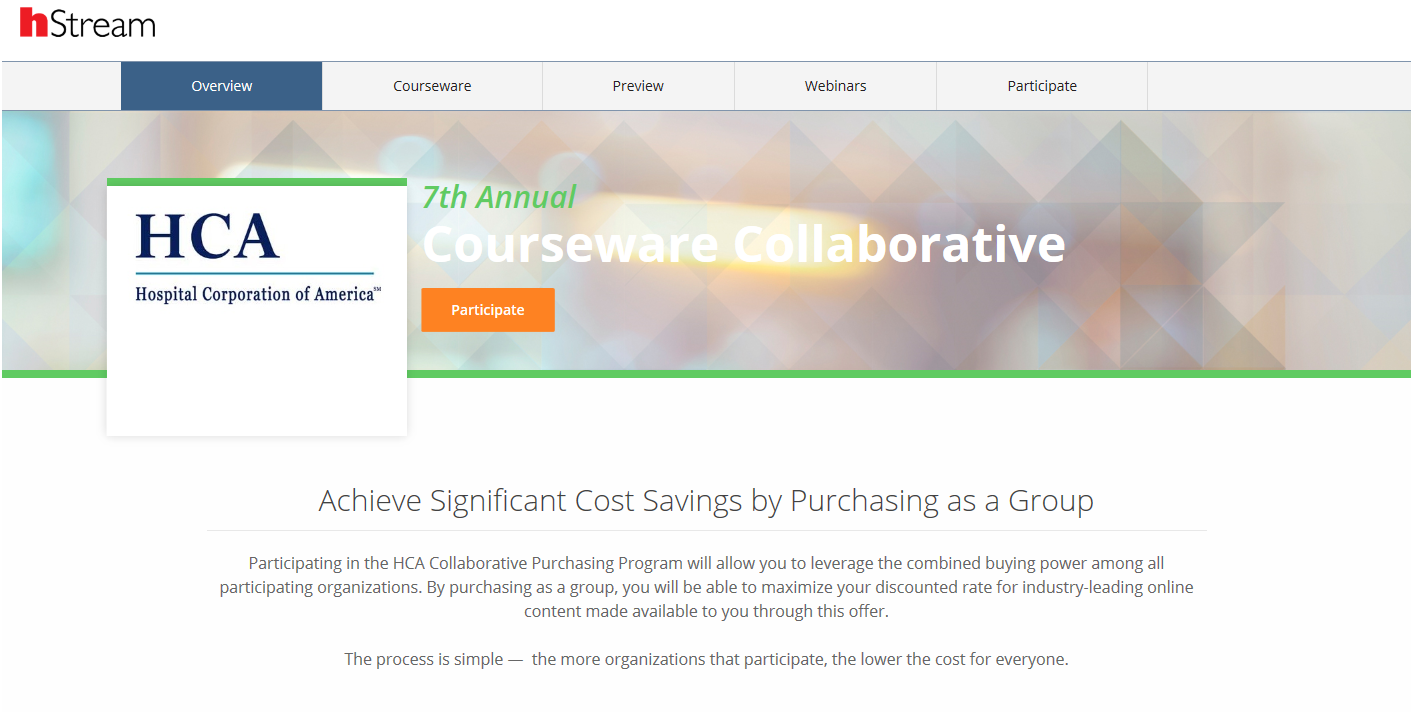 hStream
Overview
Courseware
Preview
Webinars
Participate
HCA
Hospital Corporation of America℠
7th Annual
Courseware Collaborative
Participate
Achieve Significant Cost Savings by Purchasing as a Group
Participating in the HCA Collaborative Purchasing Program will allow you to leverage the combined buying power among all
participating organizations. By purchasing as a group, you will be able to maximize your discounted rate for industry-leading online
content made available to you through this offer.
The process is simple — the more organizations that participate, the lower the cost for everyone.